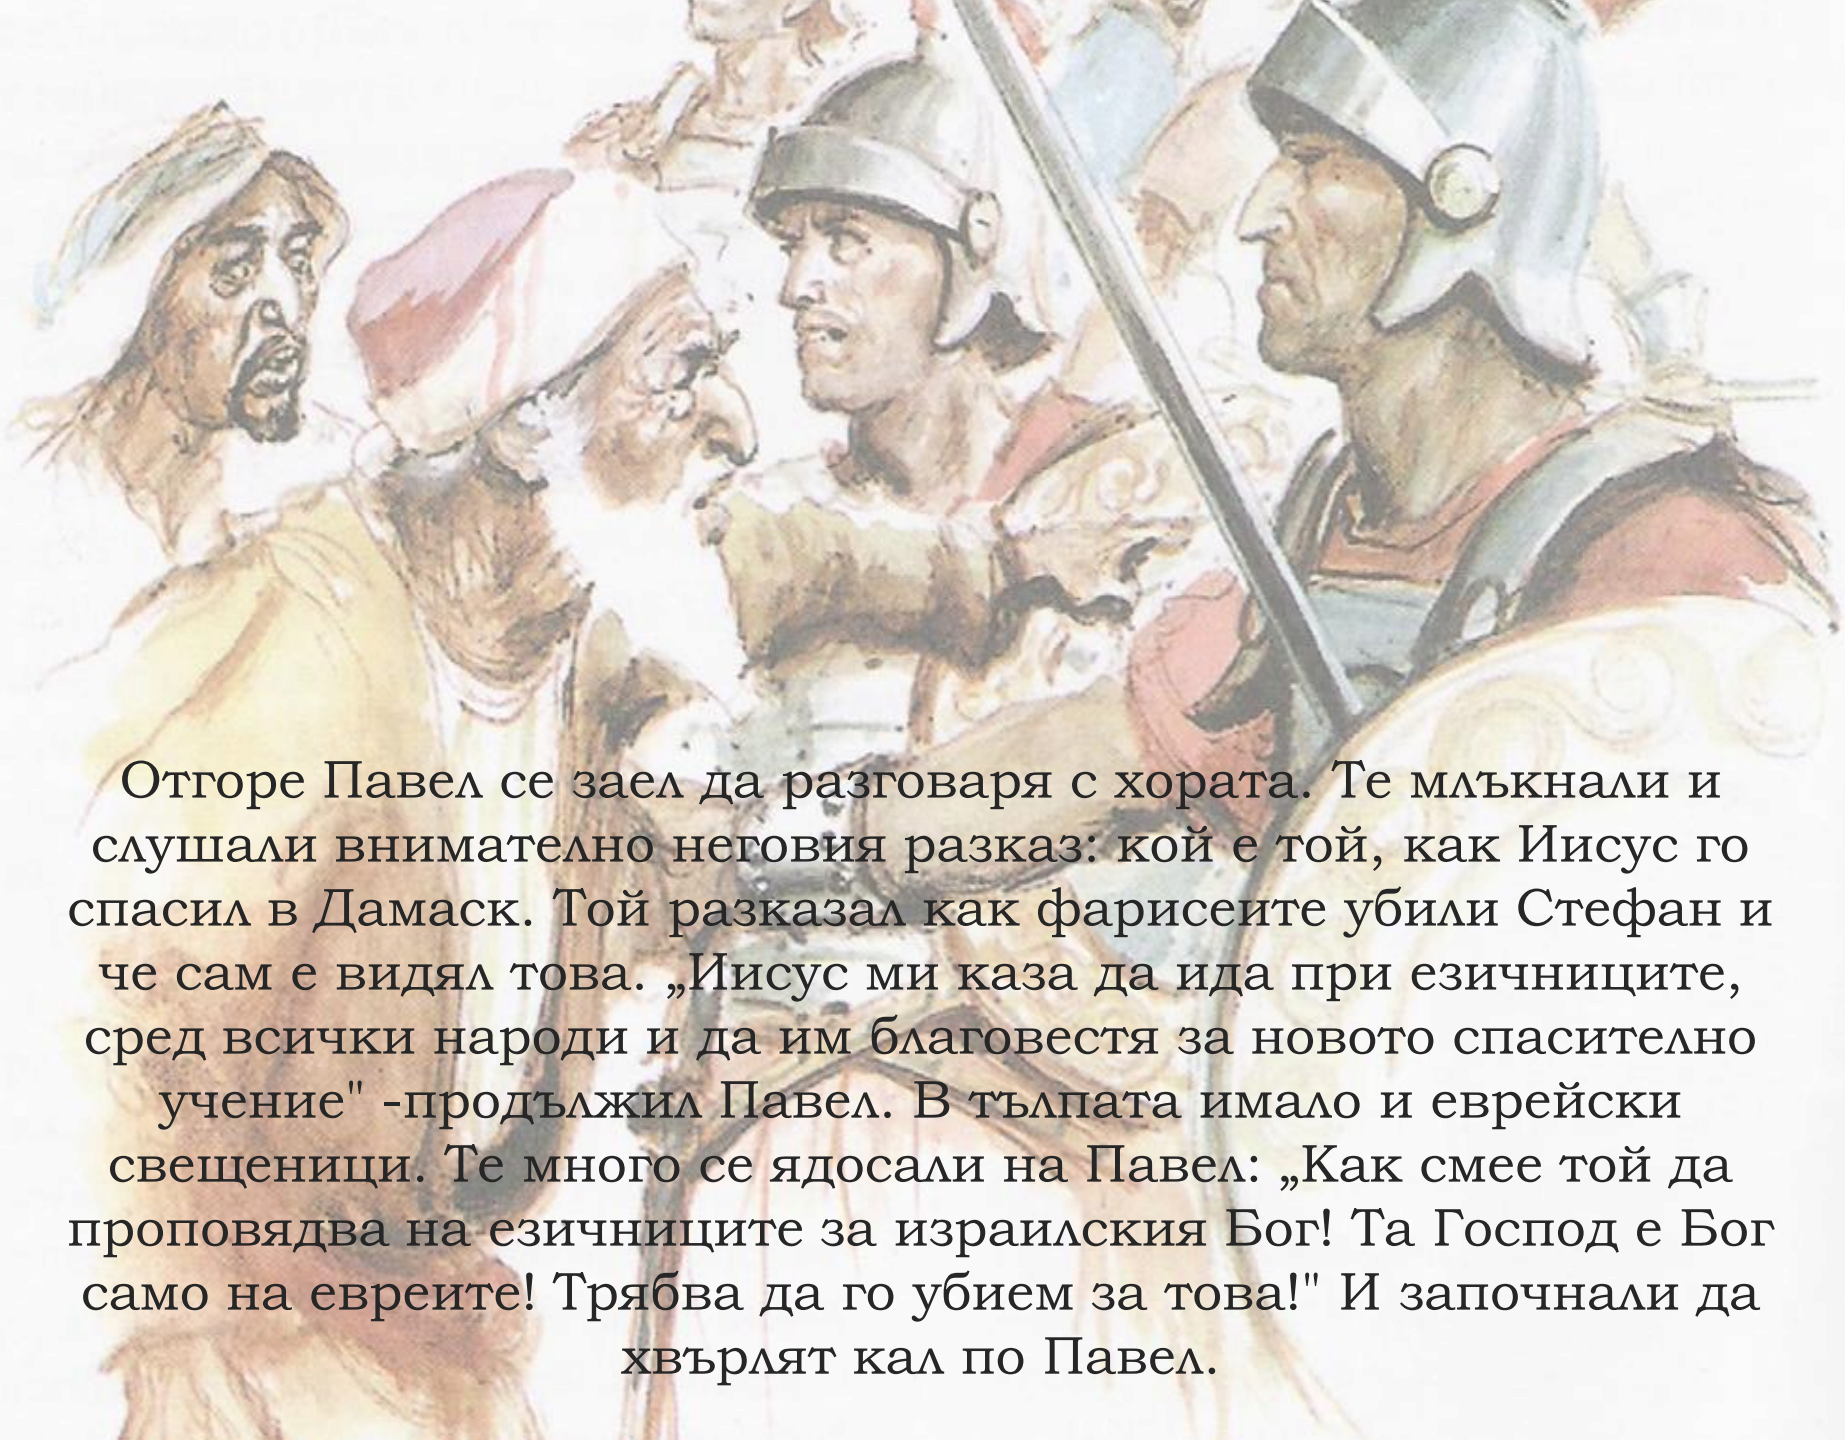 Отгоре Павел се заел да разговаря с хората. Те млъкнали и
слушали внимателно неговия разказ: кой е той, как Иисус го
спасил в Дамаск. Той разказал как фарисеите убили Стефан и
че сам е видял това. „Иисус ми каза да ида при езичниците,
сред всички народи и да им благовестя за новото спасително
учение" -продължил Павел. В тълпата имало и еврейски
свещеници. Те много се ядосали на Павел: „Как смее той да
проповядва на езичниците за израилския Бог! Та Господ е Бог
само на евреите! Трябва да го убием за това!" И започнали да
хвърлят кал по Павел.